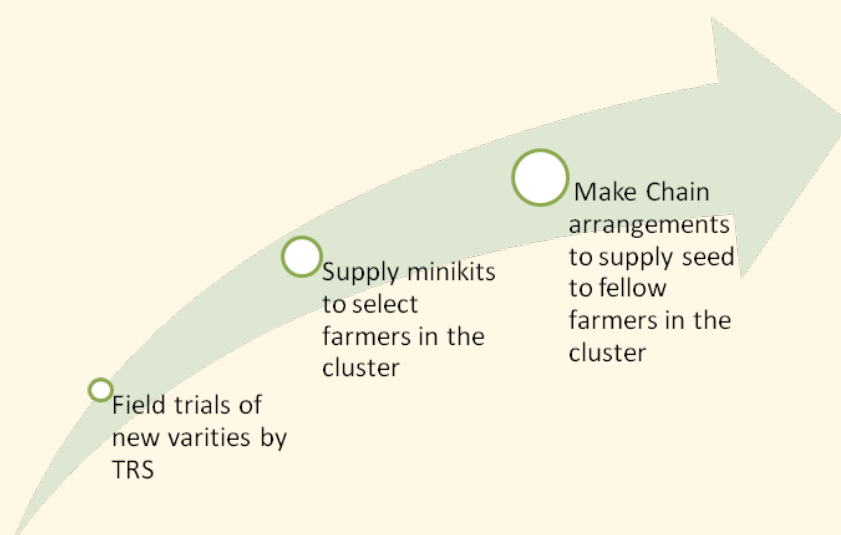 Field trials of
new varities by
TRS
Supply minikits
to select
farmers in the
cluster
Make Chain
arrangements
to supply seed
to fellow
farmers in the
cluster